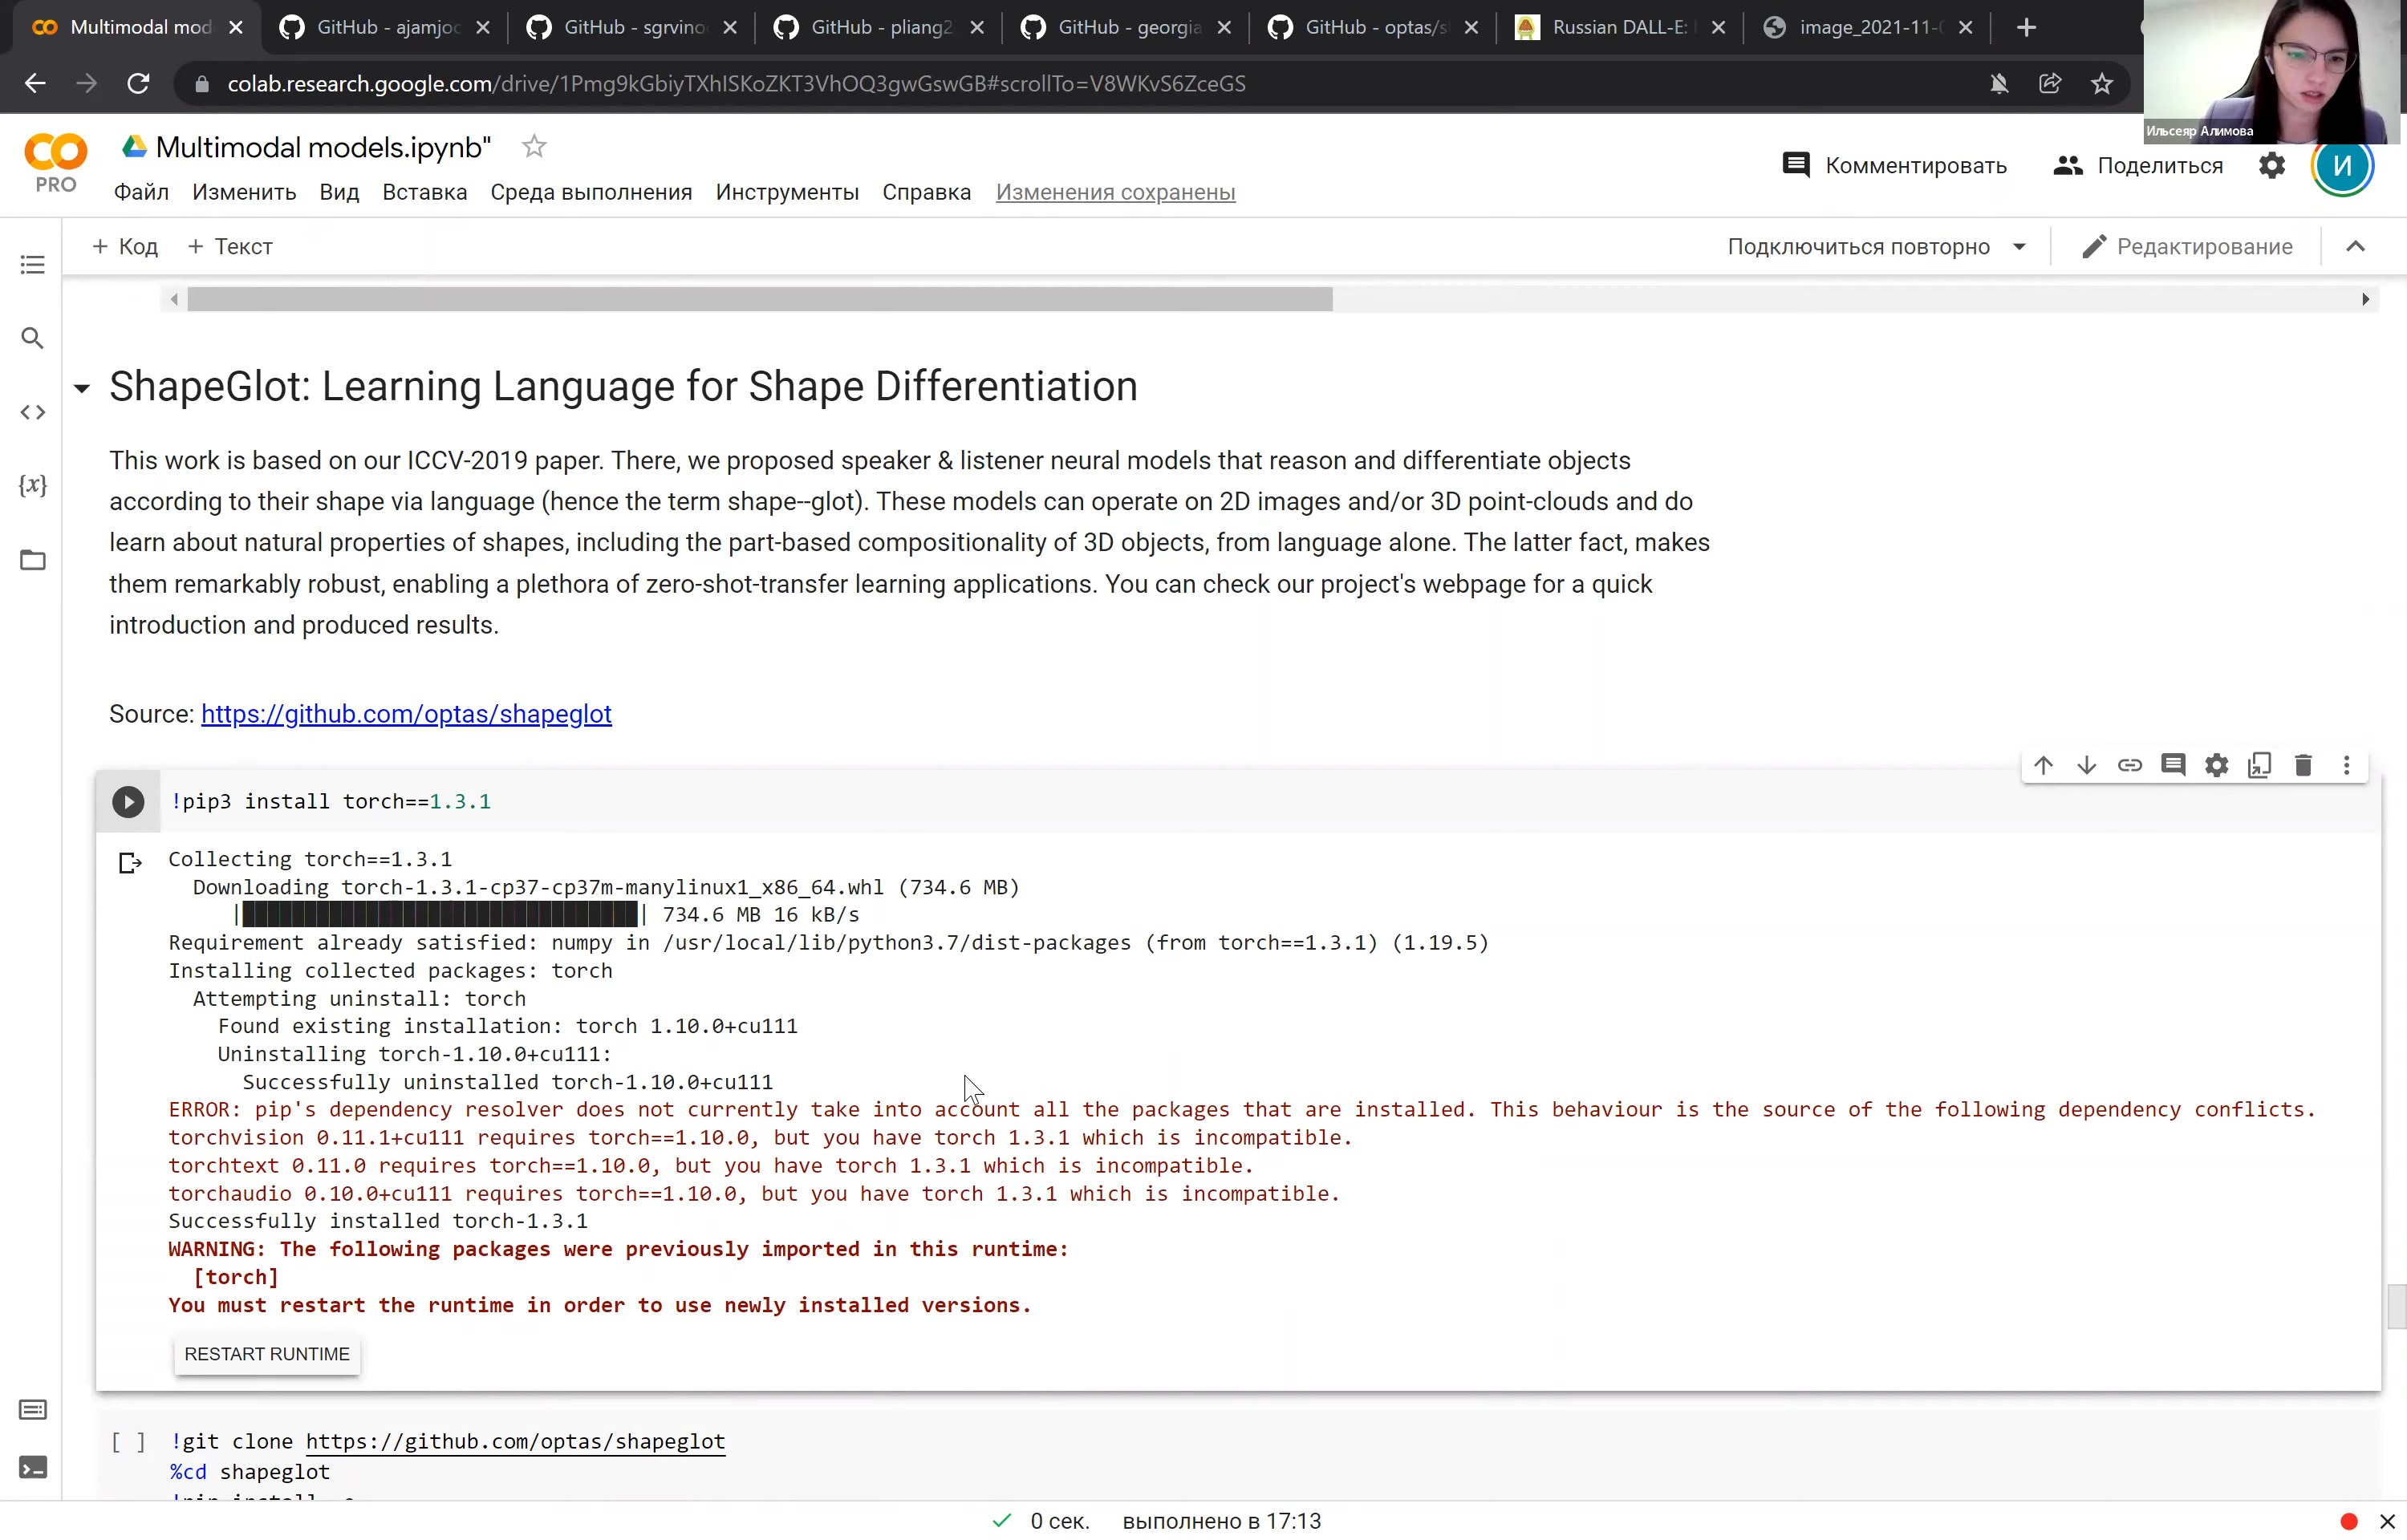 Multimodal mod
GitHub - ajamjoc
GitHub - sgrvino
GitHub - pliang2
GitHub - georgia
GitHub - optas/s
Russian DALL-E:
image_2021-11-0
colab.research.google.com/drive/1Pmg9kGbiyTXhISKoZKT3VhOQ3gwGswGB#scrollTo=V8WKvS6ZceGS
Ильсеяр Алимова
PRO
Multimodal models.ipynb"
Комментировать
Поделиться
И
Файл Изменить Вид Вставка Среда выполнения Инструменты Справка Изменения сохранены
+ Код + Текст
Подключиться повторно
Редактирование
ShapeGlot: Learning Language for Shape Differentiation
This work is based on our ICCV-2019 paper. There, we proposed speaker & listener neural models that reason and differentiate objects
according to their shape via language (hence the term shape--glot). These models can operate on 2D images and/or 3D point-clouds and do
learn about natural properties of shapes, including the part-based compositionality of 3D objects, from language alone. The latter fact, makes
them remarkably robust, enabling a plethora of zero-shot-transfer learning applications. You can check our project's webpage for a quick
introduction and produced results.
Source: https://github.com/optas/shapeglot
!pip3 install torch==1.3.1
Collecting torch==1.3.1
Downloading torch-1.3.1-cp37-cp37m-manylinux1_x86_64.whl (734.6 MB)
|████████████████████████████████| 734.6 MB 16 kB/s
Requirement already satisfied: numpy in /usr/local/lib/python3.7/dist-packages (from torch==1.3.1) (1.19.5)
Installing collected packages: torch
Attempting uninstall: torch
Found existing installation: torch 1.10.0+cu111
Uninstalling torch-1.10.0+cu111:
Successfully uninstalled torch-1.10.0+cu111
ERROR: pip's dependency resolver does not currently take into account all the packages that are installed. This behaviour is the source of the following dependency conflicts.
torchvision 0.11.1+cu111 requires torch==1.10.0, but you have torch 1.3.1 which is incompatible.
torchtext 0.11.0 requires torch==1.10.0, but you have torch 1.3.1 which is incompatible.
torchaudio 0.10.0+cu111 requires torch==1.10.0, but you have torch 1.3.1 which is incompatible.
Successfully installed torch-1.3.1
WARNING: The following packages were previously imported in this runtime:
[torch]
You must restart the runtime in order to use newly installed versions.
RESTART RUNTIME
[ ] !git clone https://github.com/optas/shapeglot
%cd shapeglot
0 сек. выполнено в 17:13